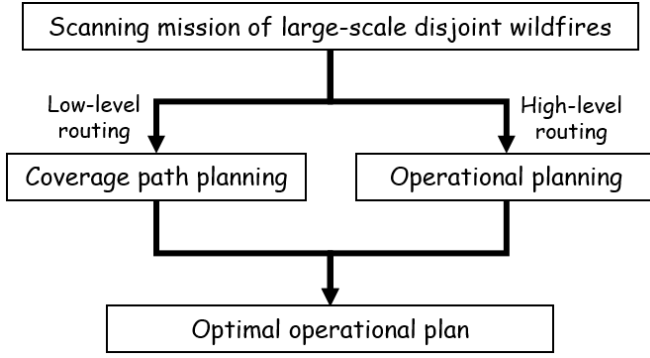 Scanning mission of large-scale disjoint wildfires
Low-level
routing
High-level
routing
Coverage path planning
Operational planning
Optimal operational plan